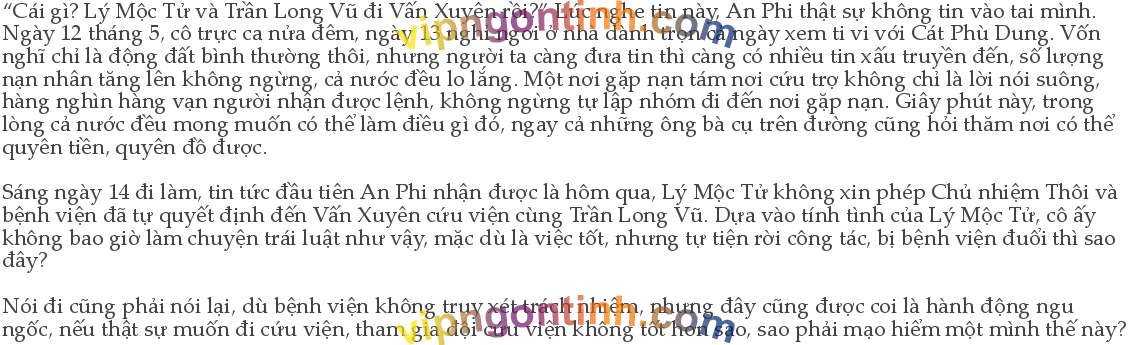 “Cái gì? Lý Mộc Tử và Trần Long Vũ đi Vấn Xuyên rồi?” Lúc nghe tin này, An Phi thật sự không tin vào tai mình.
Ngày 12 tháng 5, cô trực ca nửa đêm, ngày 13 nghỉ ngơi ở nhà dành trọn cả ngày xem ti vi với Cát Phù Dung. Vốn
nghĩ chỉ là động đất bình thường thôi, nhưng người ta càng đưa tin thì càng có nhiều tin xấu truyền đến, số lượng
nạn nhân tăng lên không ngừng, cả nước đều lo lắng. Một nơi gặp nạn tám nơi cứu trợ không chỉ là lời nói suông,
hàng nghìn hàng vạn người nhận được lệnh, không ngừng tự lập nhóm đi đến nơi gặp nạn. Giây phút này, trong
lòng cả nước đều mong muốn có thể làm điều gì đó, ngay cả những ông bà cụ trên đường cũng hỏi thăm nơi có thể
quyên tiền, quyên đồ được.
Sáng ngày 14 đi làm, tin tức đầu tiên An Phi nhận được là hôm qua, Lý Mộc Tử không xin phép Chủ nhiệm Thôi và
bệnh viện đã tự quyết định đến Vấn Xuyên cứu viện cùng Trần Long Vũ. Dựa vào tính tình của Lý Mộc Tử, cô ấy
không bao giờ làm chuyện trái luật như vậy, mặc dù là việc tốt, nhưng tự tiện rời công tác, bị bệnh viện đuổi thì sao
đây?
Nói đi cũng phải nói lại, dù bệnh viện không truy xét trách nhiệm, nhưng đây cũng được coi là hành động ngu
ngốc, nếu thật sự muốn đi cứu viện, tham gia đội cứu viện không tốt hơn sao, sao phải mạo hiểm một mình thế này?
vipngontinh.com
vipngontinh.com